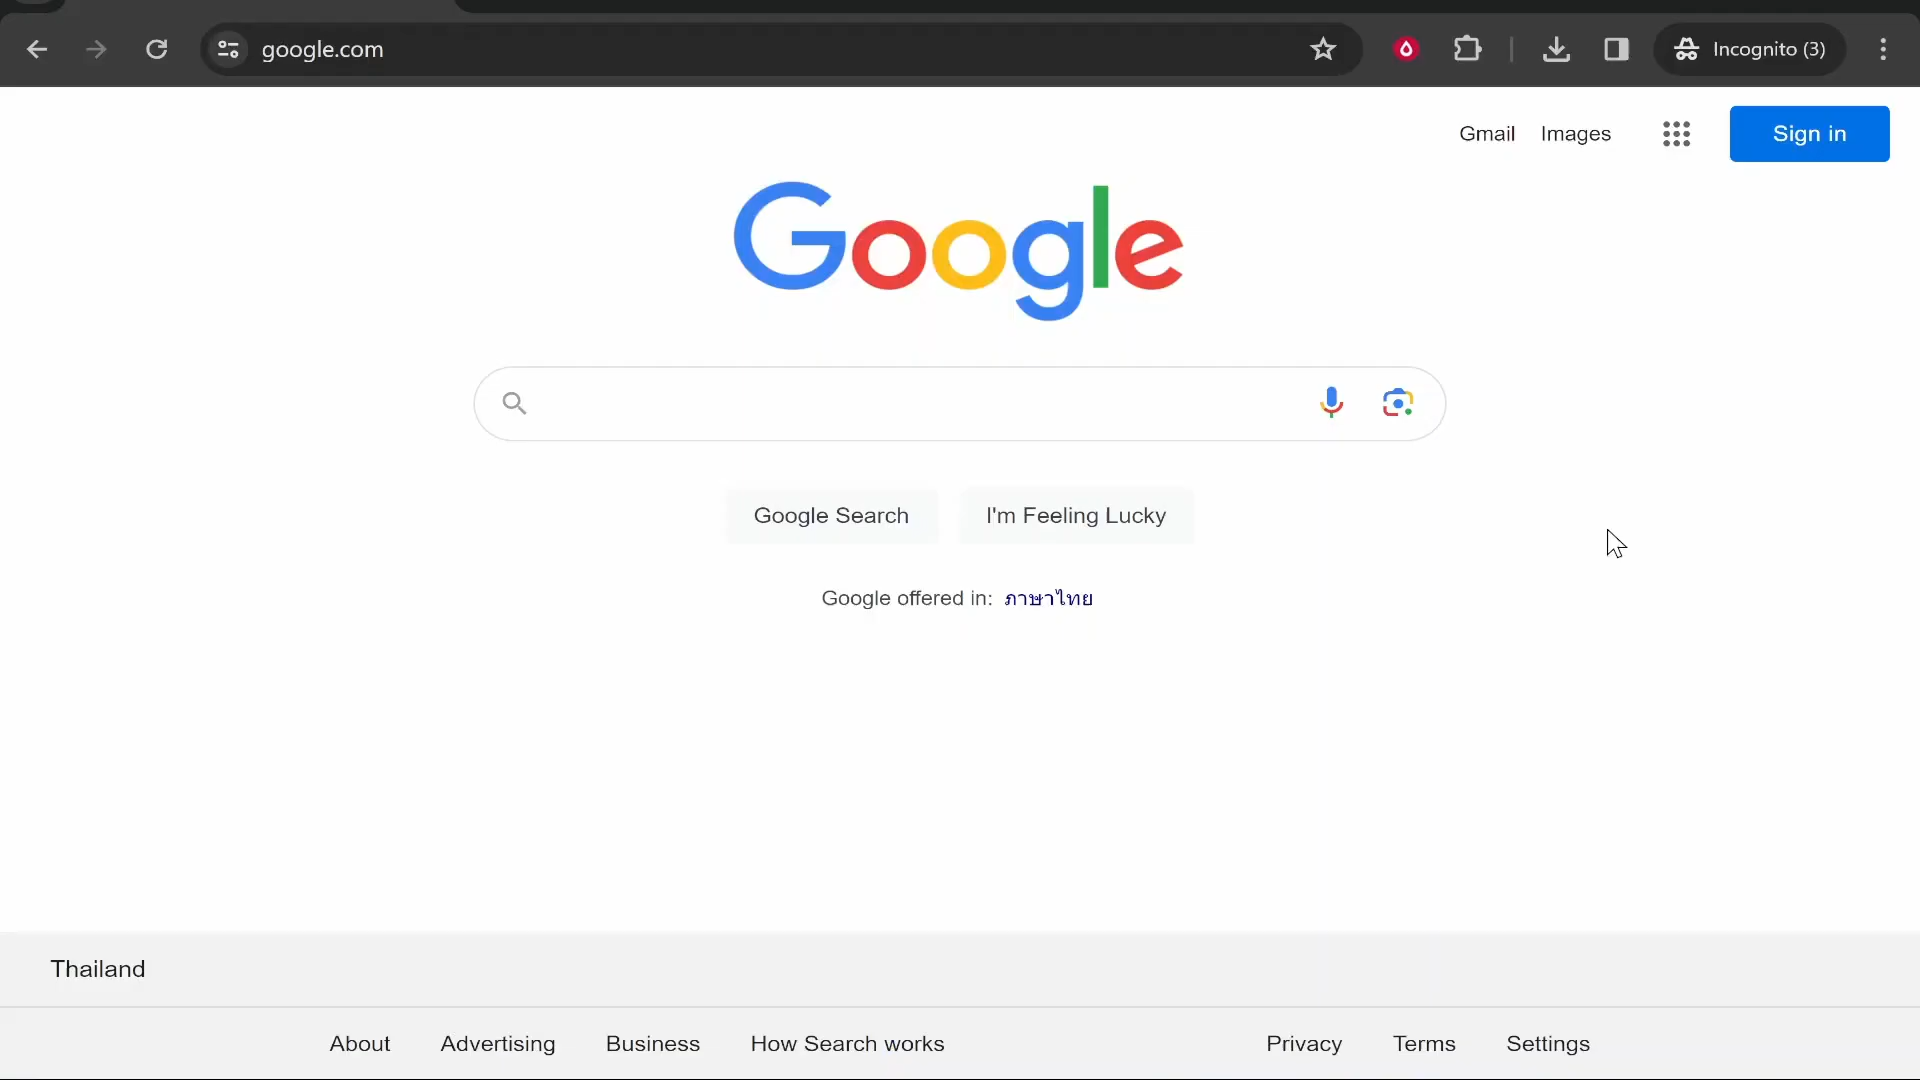 google.com
Incognito (3)
Gmail Images Sign in
Google
Google Search I'm Feeling Lucky
Google offered in: ภาษาไทย
Thailand
About Advertising Business How Search works Privacy Terms Settings